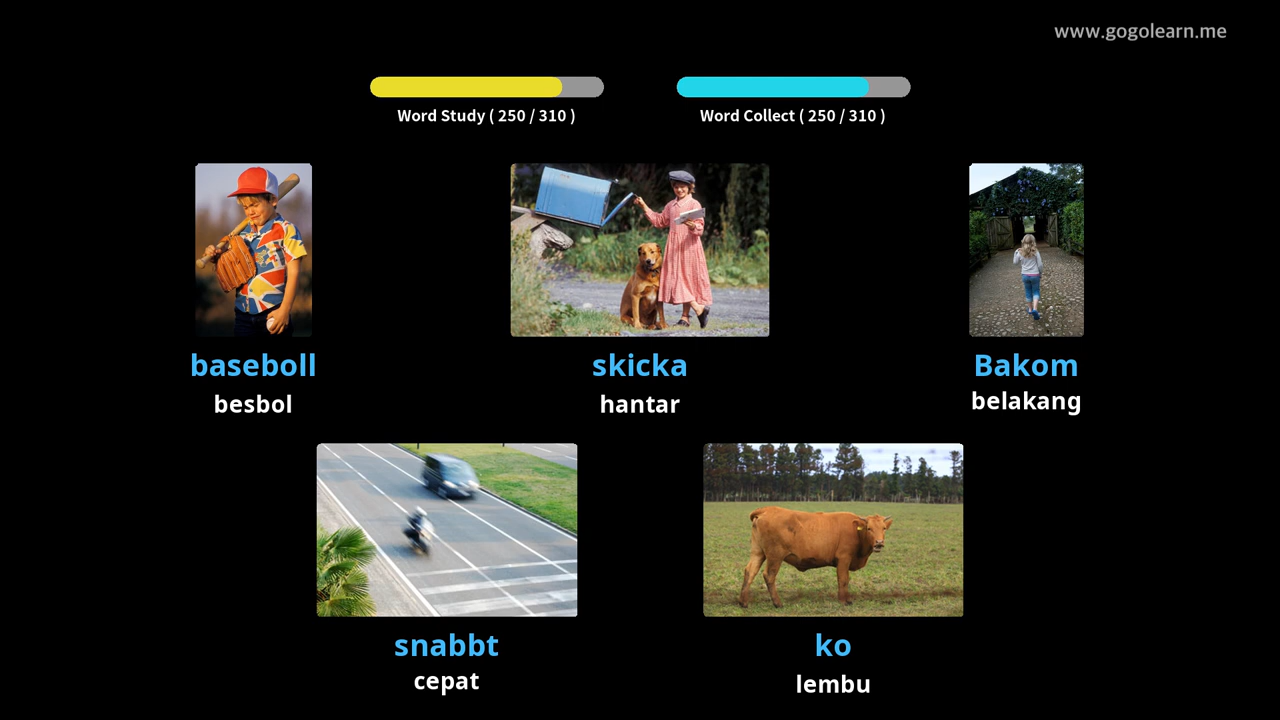 www.gogolearn.me
Word Study ( 250 / 310 )
Word Collect ( 250 / 310 )
baseboll
besbol
skicka
hantar
Bakom
belakang
snabbt
cepat
ko
lembu